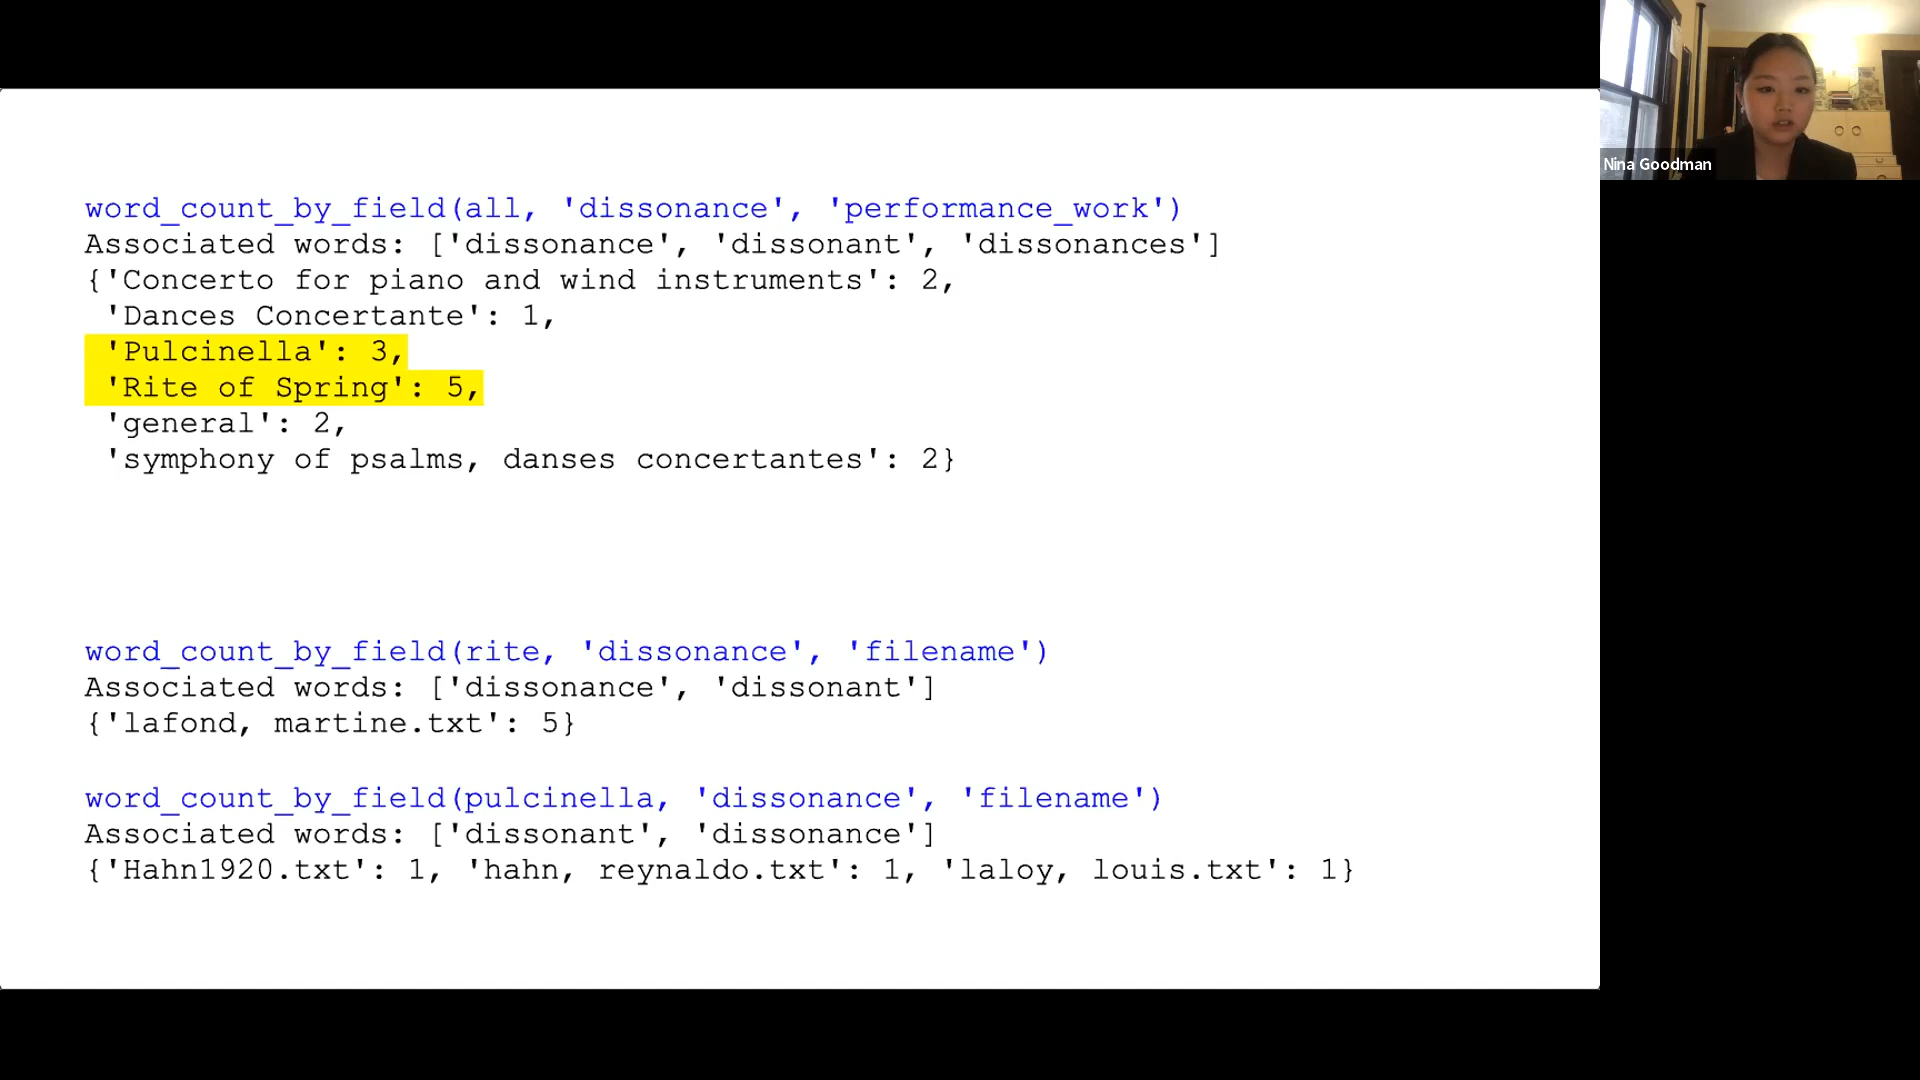 word_count_by_field(all, 'dissonance', 'performance_work')
Associated words: ['dissonance', 'dissonant', 'dissonances']
{'Concerto for piano and wind instruments': 2,
'Dances Concertante': 1,
'Pulcinella': 3,
'Rite of Spring': 5,
'general': 2,
'symphony of psalms, danses concertantes': 2}
word_count_by_field(rite, 'dissonance', 'filename')
Associated words: ['dissonance', 'dissonant']
{'lafond, martine.txt': 5}
word_count_by_field(pulcinella, 'dissonance', 'filename')
Associated words: ['dissonant', 'dissonance']
{'Hahn1920.txt': 1, 'hahn, reynaldo.txt': 1, 'laloy, louis.txt': 1}
Nina Goodman